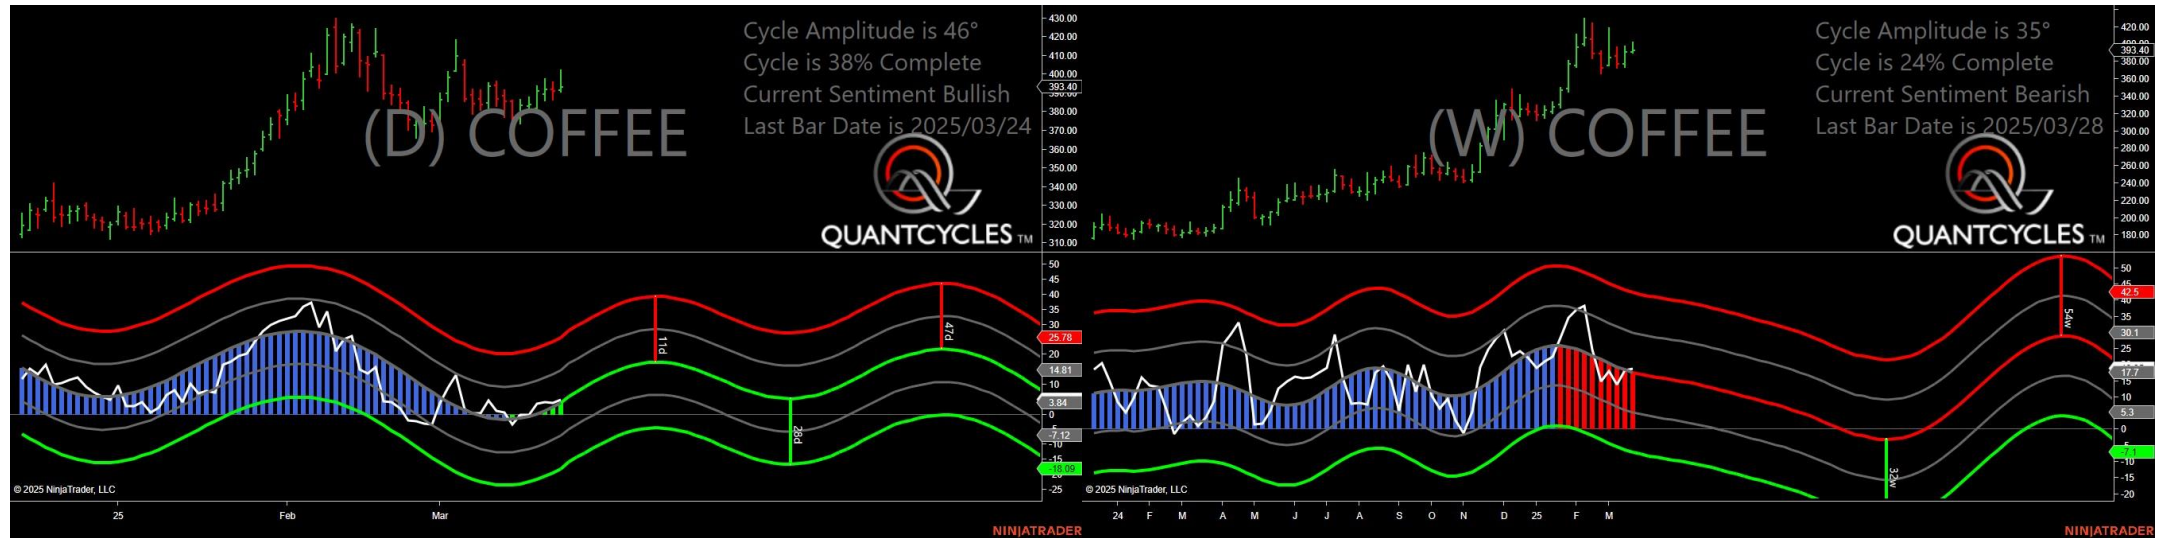 Cycle Amplitude is 46°
Cycle is 38% Complete
Current Sentiment Bullish
Last Bar Date is 2025/03/24
(D) COFFEE
QUANTCYCLES TM
430.00
420.00
410.00
400.00
393.40
380.00
370.00
360.00
350.00
340.00
330.00
320.00
310.00
50
45
40
35
30
25.78
20
14.81
10
3.84
0
-7.12
-10
-15
-18.09
-25
11d
28d
47d
© 2025 NinjaTrader, LLC
25
Feb
Mar
NINJATRADER
Cycle Amplitude is 35°
Cycle is 24% Complete
Current Sentiment Bearish
Last Bar Date is 2025/03/28
(W) COFFEE
QUANTCYCLES TM
420.00
393.40
380.00
360.00
340.00
320.00
300.00
280.00
260.00
240.00
220.00
200.00
180.00
50
42.5
35
30.1
25
17.7
15
10
5.3
0
-7.1
-10
-15
-20
32w
54w
© 2025 NinjaTrader, LLC
24
F
M
A
M
J
J
A
S
O
N
D
25
F
M
NINJATRADER